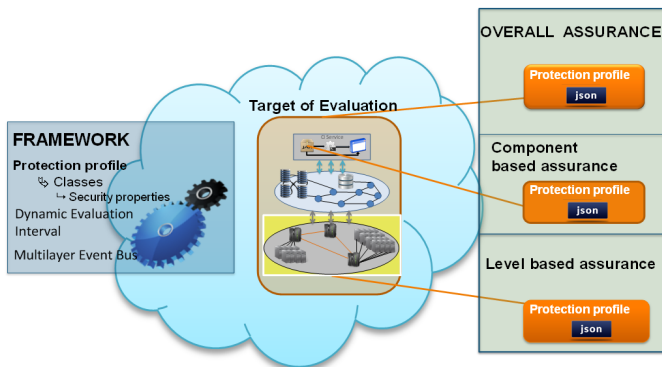 FRAMEWORK
Protection profile
Classes
Security properties
Dynamic Evaluation
Interval
Multilayer Event Bus
Target of Evaluation
Service
OVERALL ASSURANCE
Protection profile
json
Component
based assurance
Protection profile
json
Level based assurance
Protection profile
json